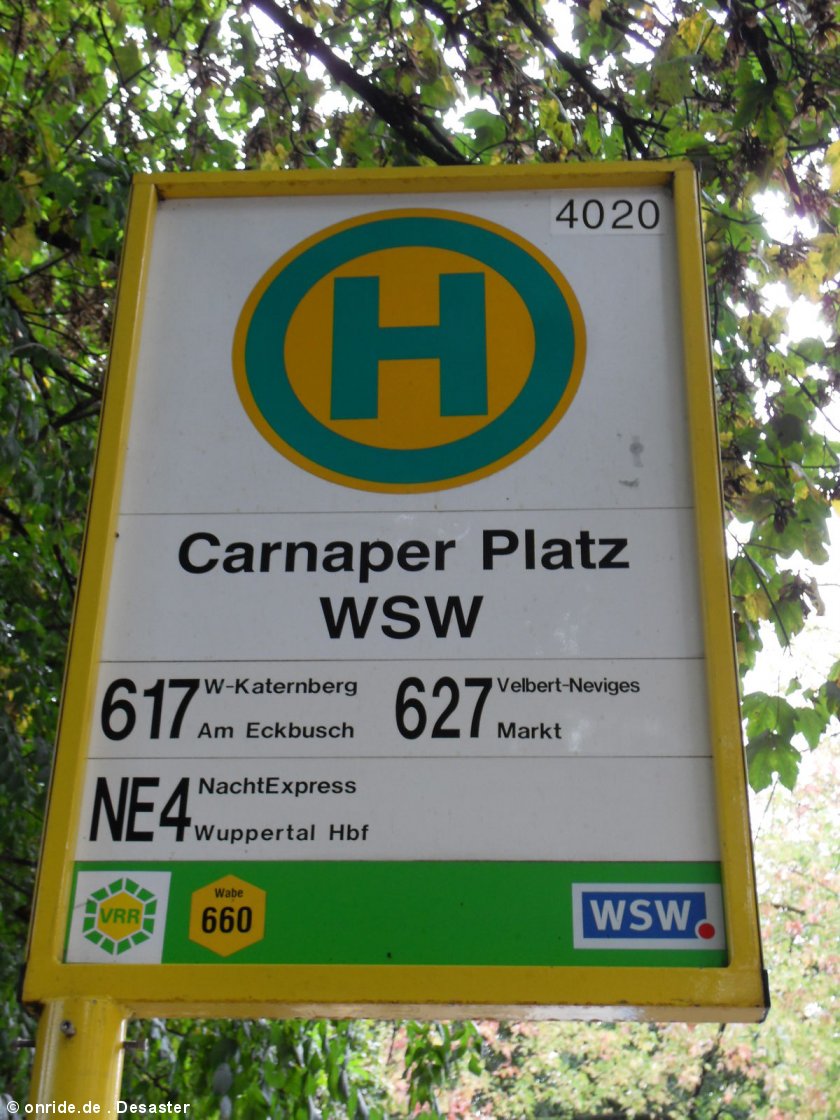 4020
H
Carnaper Platz
WSW
617 W-Katernberg
Am Eckbusch
627 Velbert-Neviges
Markt
NE4 NachtExpress
Wuppertal Hbf
VRR
Wabe
660
WSW.
© onride.de . Desaster